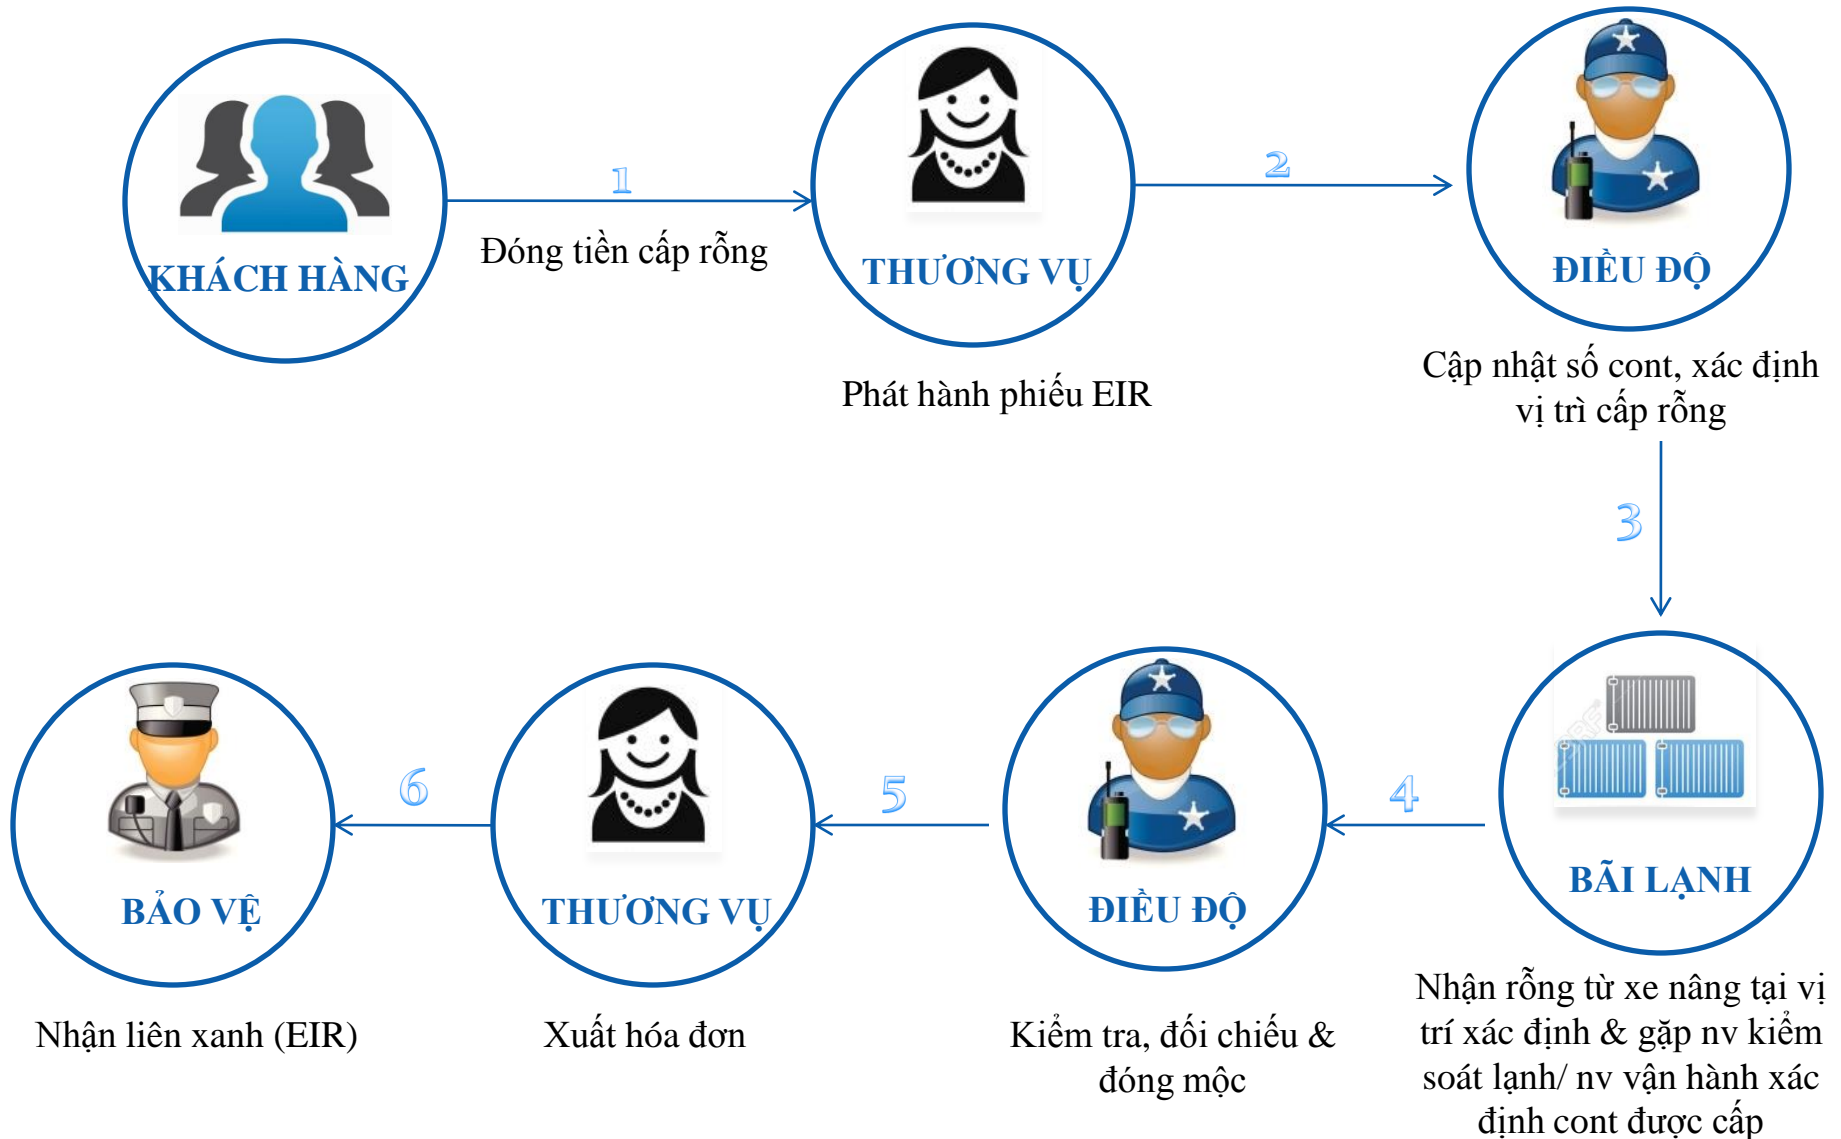 KHÁCH HÀNG
1
Đóng tiền cấp rỗng
THƯƠNG VỤ
Phát hành phiếu EIR
2
ĐIỀU ĐỘ
Cập nhật số cont, xác định
vị trì cấp rỗng
3
BÃI LẠNH
Nhận rỗng từ xe nâng tại vị
trí xác định & gặp nv kiểm
soát lạnh/ nv vận hành xác
định cont được cấp
4
ĐIỀU ĐỘ
Kiểm tra, đối chiếu &
đóng mộc
5
THƯƠNG VỤ
Xuất hóa đơn
6
BẢO VỆ
Nhận liên xanh (EIR)